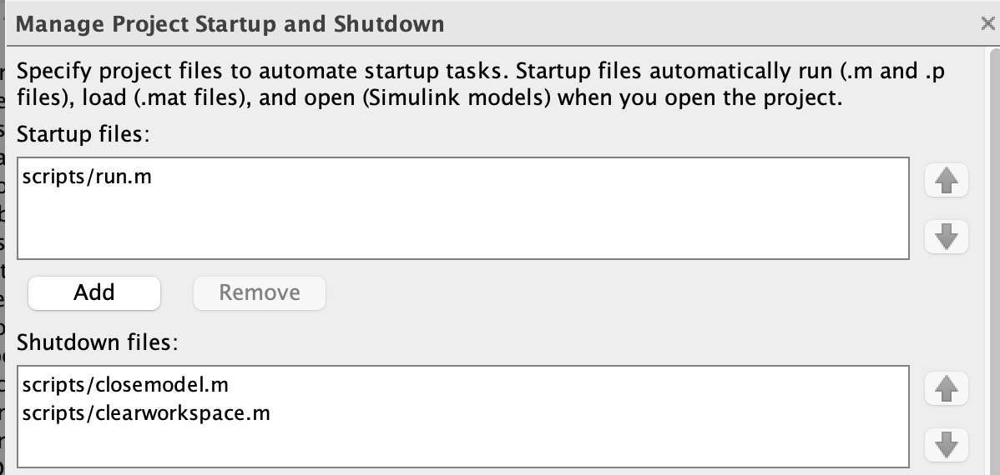 Manage Project Startup and Shutdown
Specify project files to automate startup tasks. Startup files automatically run (.m and .p
files), load (.mat files), and open (Simulink models) when you open the project.
Startup files:
scripts/run.m
Add
Remove
Shutdown files:
scripts/closemodel.m
scripts/clearworkspace.m